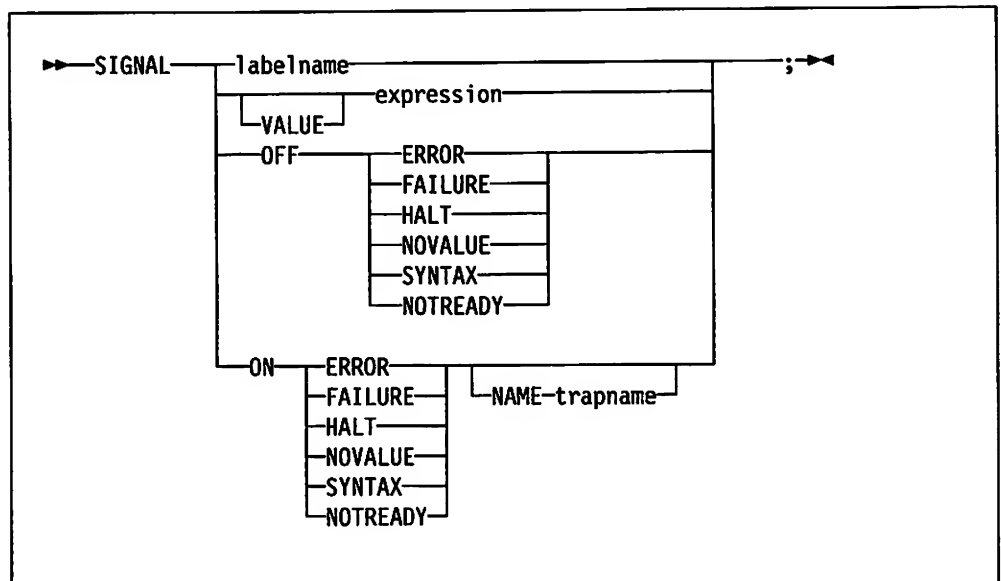 SIGNAL labelname ;
expression
VALUE
OFF ERROR
FAILURE
HALT
NOVALUE
SYNTAX
NOTREADY
ON ERROR
FAILURE NAME trapname
HALT
NOVALUE
SYNTAX
NOTREADY